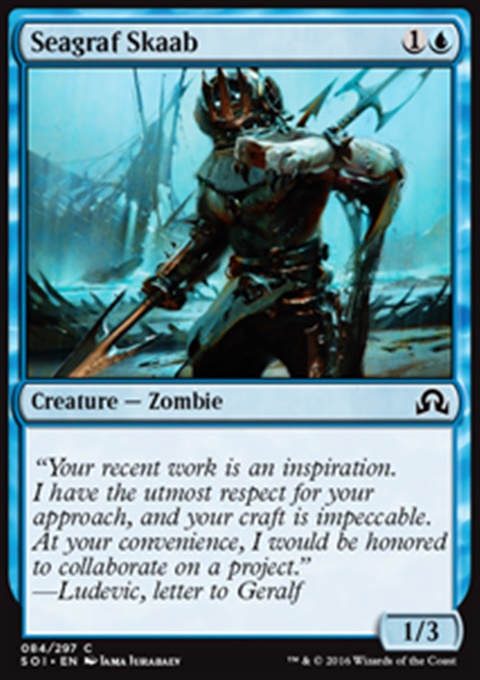 Seagraf Skaab 1
Creature — Zombie
“Your recent work is an inspiration.
I have the utmost respect for your
approach, and your craft is impeccable.
At your convenience, I would be honored
to collaborate on a project.”
—Ludevic, letter to Geralf
1/3
084/297 C
SOI • EN Igama Jurabaev
™ & © 2016 Wizards of the Coast